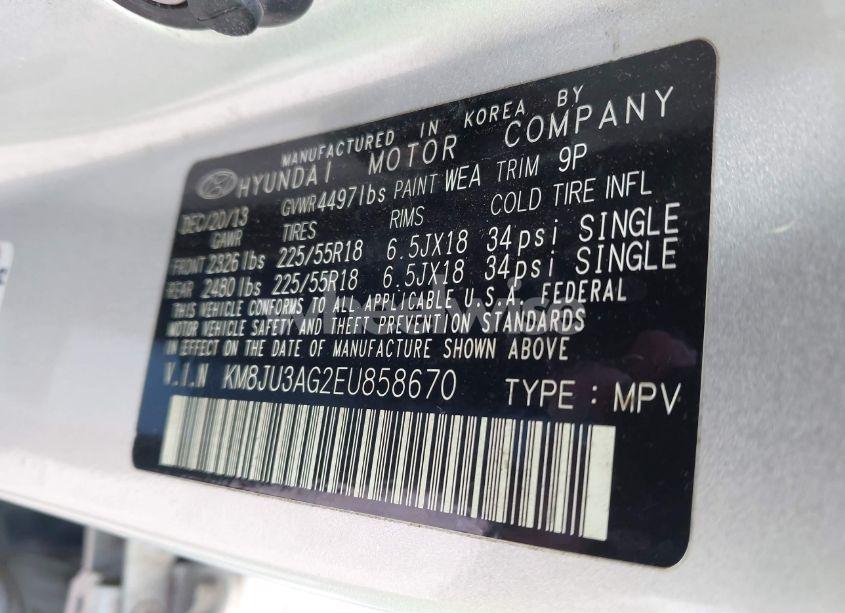 MANUFACTURED IN KOREA BY
HYUNDAI MOTOR COMPANY
DEC/20/13 GVWR 4497lbs PAINT WEA TRIM 9P
GAWR TIRES RIMS COLD TIRE INFL
FRONT 2326 lbs 225/55R18 6.5JX18 34psi SINGLE
REAR 2480 lbs 225/55R18 6.5JX18 34psi SINGLE
THIS VEHICLE CONFORMS TO ALL APPLICABLE U.S.A. FEDERAL
MOTOR VEHICLE SAFETY AND THEFT PREVENTION STANDARDS
IN EFFECT ON THE DATE OF MANUFACTURE SHOWN ABOVE
V.I.N KM8JU3AG2EU858670 TYPE : MPV